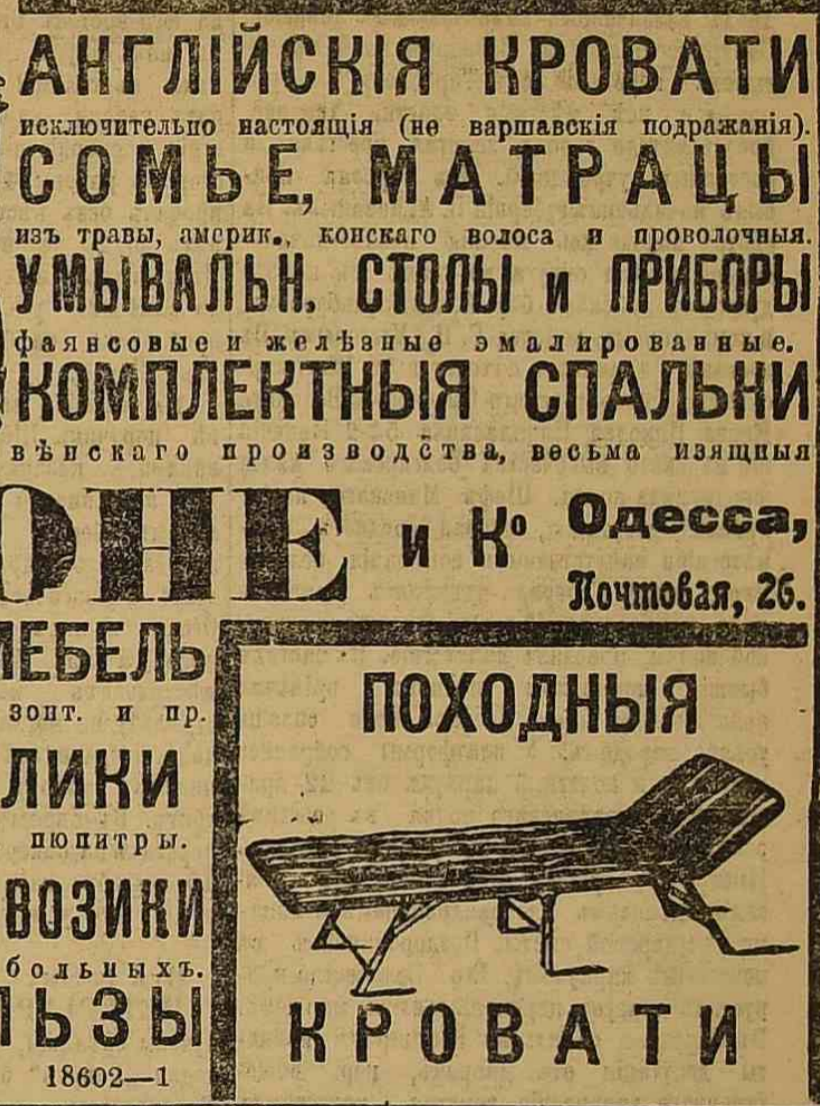 АНГЛІЙСКІЯ КРОВАТИ
исключительно настоящія (не варшавскія подражанія).
СОМЬЕ, МАТРАЦЫ
изъ травы, америк., конскаго волоса и проволочныя.
УМЫВАЛЬН. СТОЛЫ и ПРИБОРЫ
фаянсовые и желѣзные эмалированные.
КОМПЛЕКТНЫЯ СПАЛЬНИ
вѣнскаго производства, весьма изящныя
ОНЕ и Ко Одесса,
Почтовая, 26.
МЕБЕЛЬ
зонт. и пр.
ЛИКИ
пюпитры.
ВОЗИКИ
больныхъ.
ЛЬЗЫ
18602—1
ПОХОДНЫЯ
КРОВАТИ